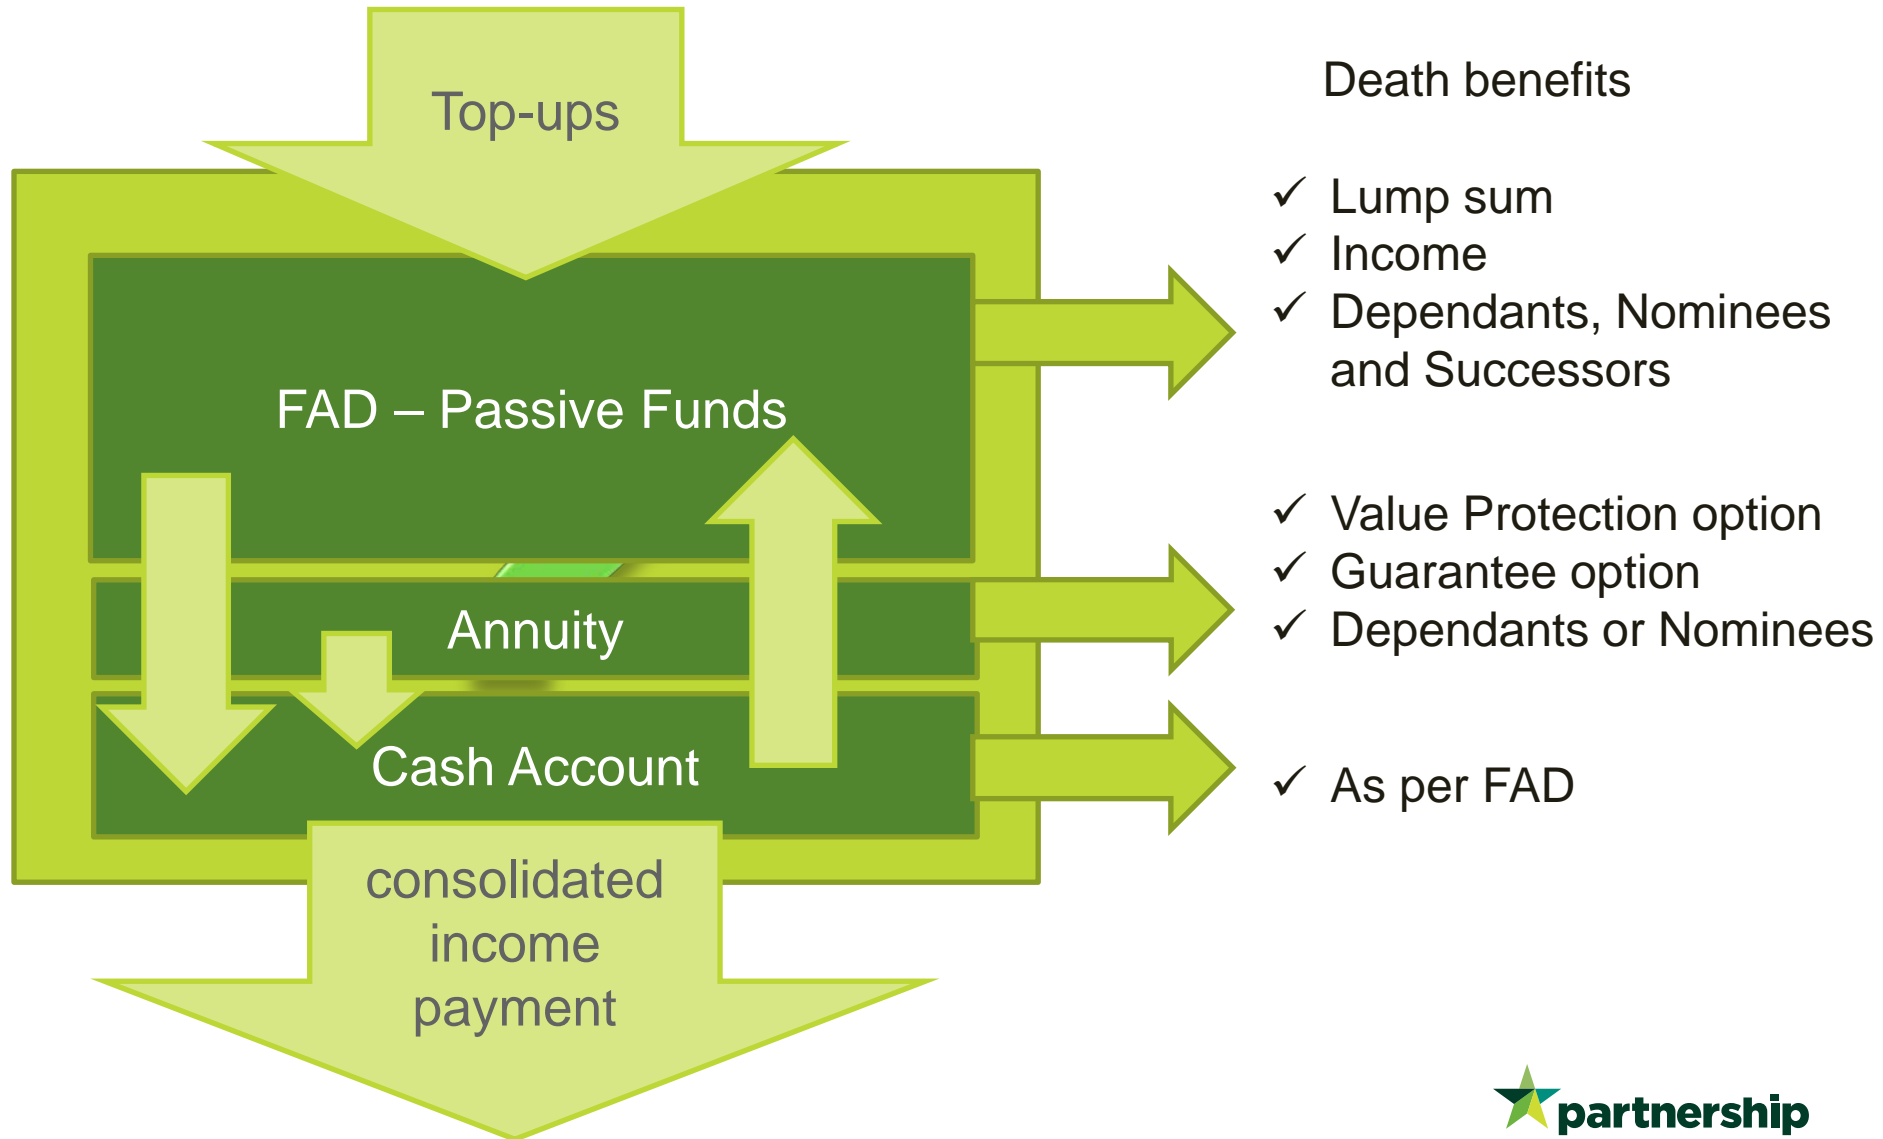 Top-ups
FAD – Passive Funds
Annuity
Cash Account
consolidated
income
payment
Death benefits
✓ Lump sum
✓ Income
✓ Dependants, Nominees
and Successors
✓ Value Protection option
✓ Guarantee option
✓ Dependants or Nominees
✓ As per FAD
partnership